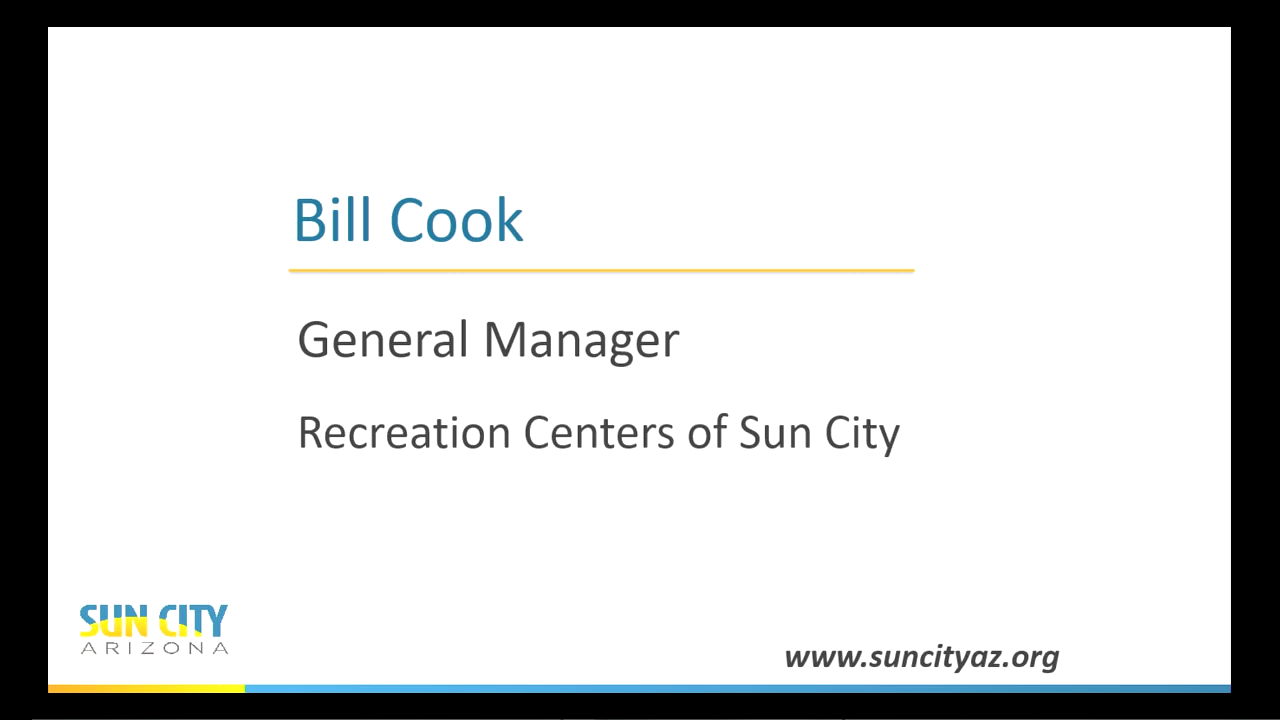 Bill Cook
General Manager
Recreation Centers of Sun City
SUN CITY
ARIZONA
www.suncityaz.org